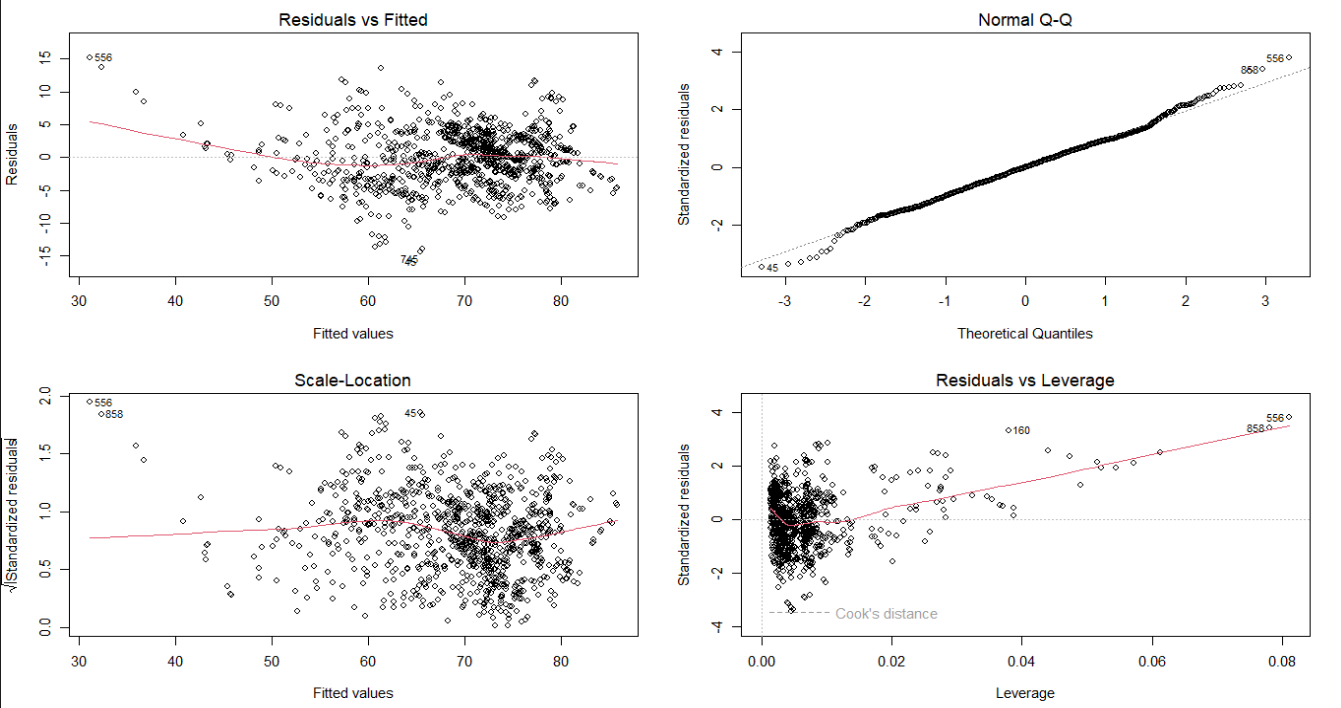 Residuals vs Fitted
Residuals
15
10
5
0
-5
-10
-15
556
45
30 40 50 60 70 80
Fitted values
Normal Q-Q
Standardized residuals
4
2
0
-2
556
858
45
-3 -2 -1 0 1 2 3
Theoretical Quantiles
Scale-Location
√|Standardized residuals|
2.0
1.5
1.0
0.5
0.0
556
858
45
30 40 50 60 70 80
Fitted values
Residuals vs Leverage
Standardized residuals
4
2
0
-2
-4
556
858
160
Cook's distance
0.00 0.02 0.04 0.06 0.08
Leverage